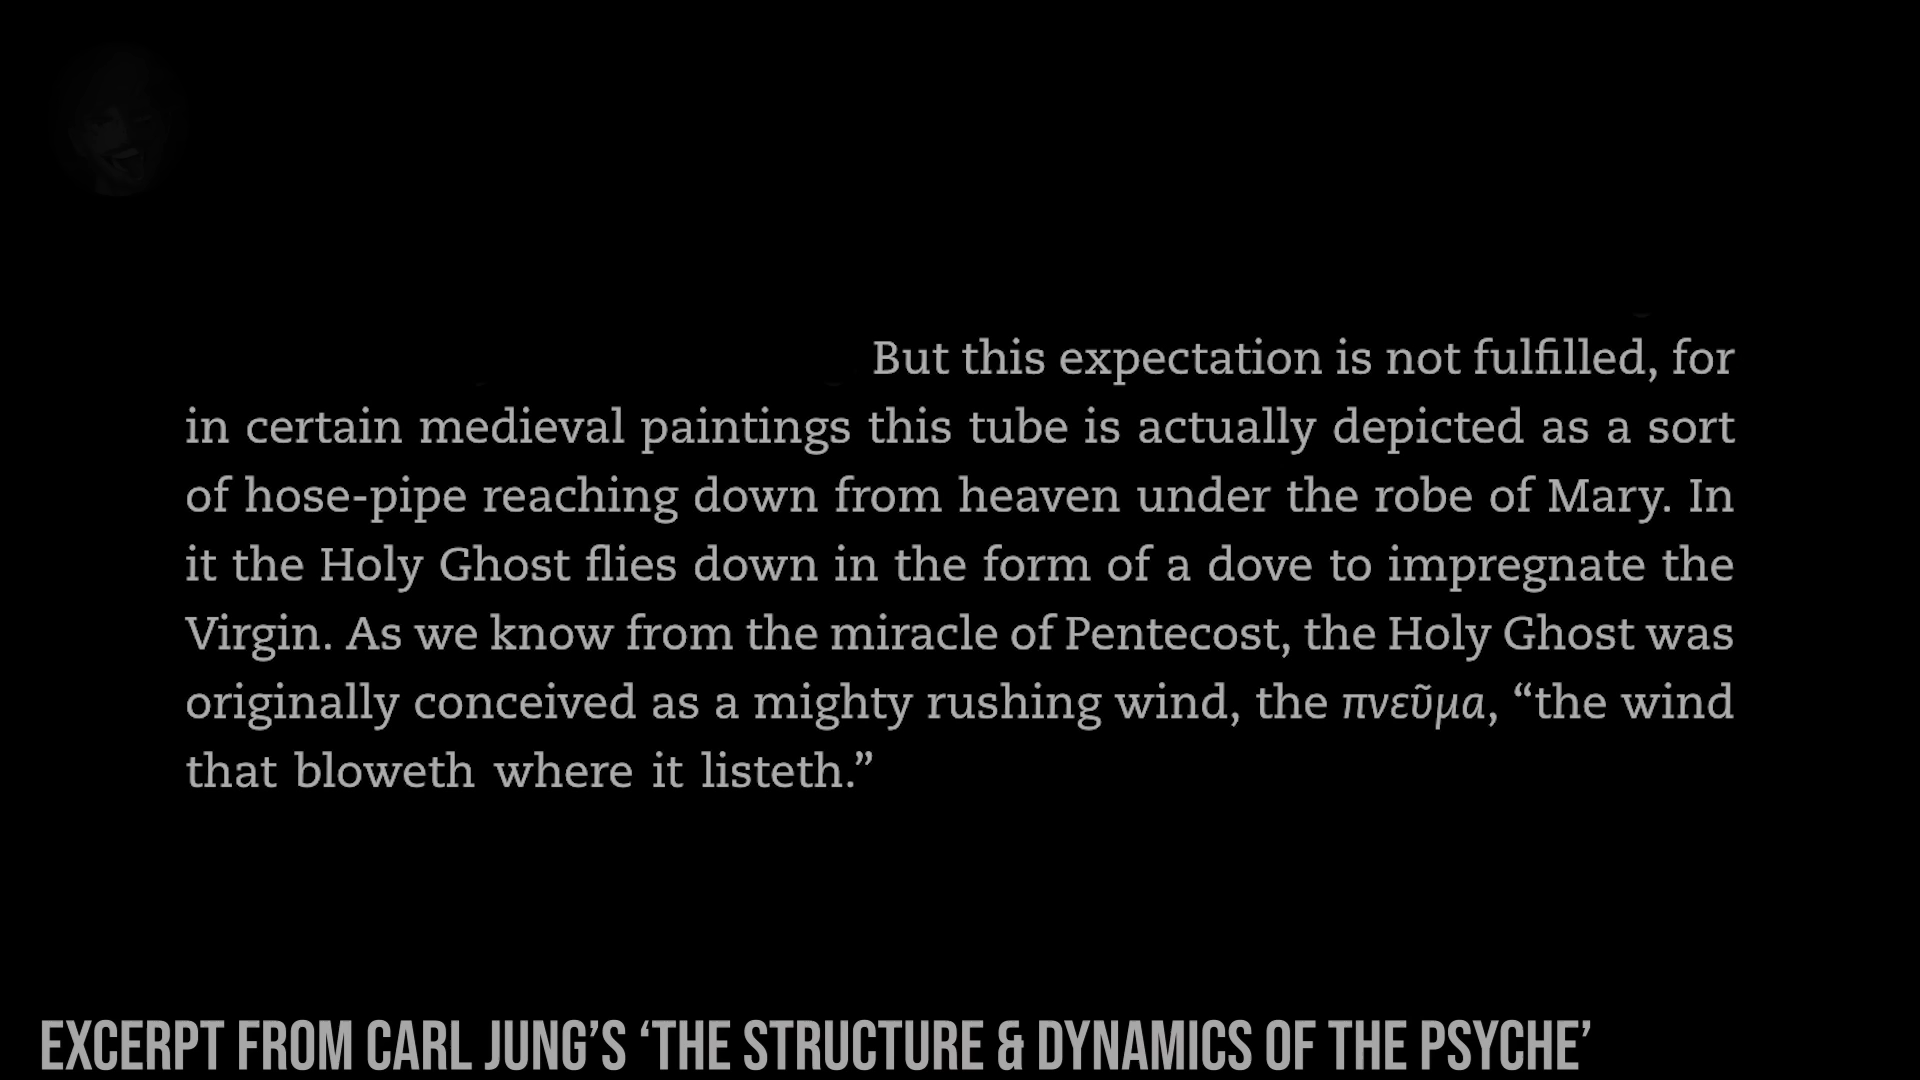 But this expectation is not fulfilled, for
in certain medieval paintings this tube is actually depicted as a sort
of hose-pipe reaching down from heaven under the robe of Mary. In
it the Holy Ghost flies down in the form of a dove to impregnate the
Virgin. As we know from the miracle of Pentecost, the Holy Ghost was
originally conceived as a mighty rushing wind, the πνεῦμα, “the wind
that bloweth where it listeth.”
EXCERPT FROM CARL JUNG’S ‘THE STRUCTURE & DYNAMICS OF THE PSYCHE’